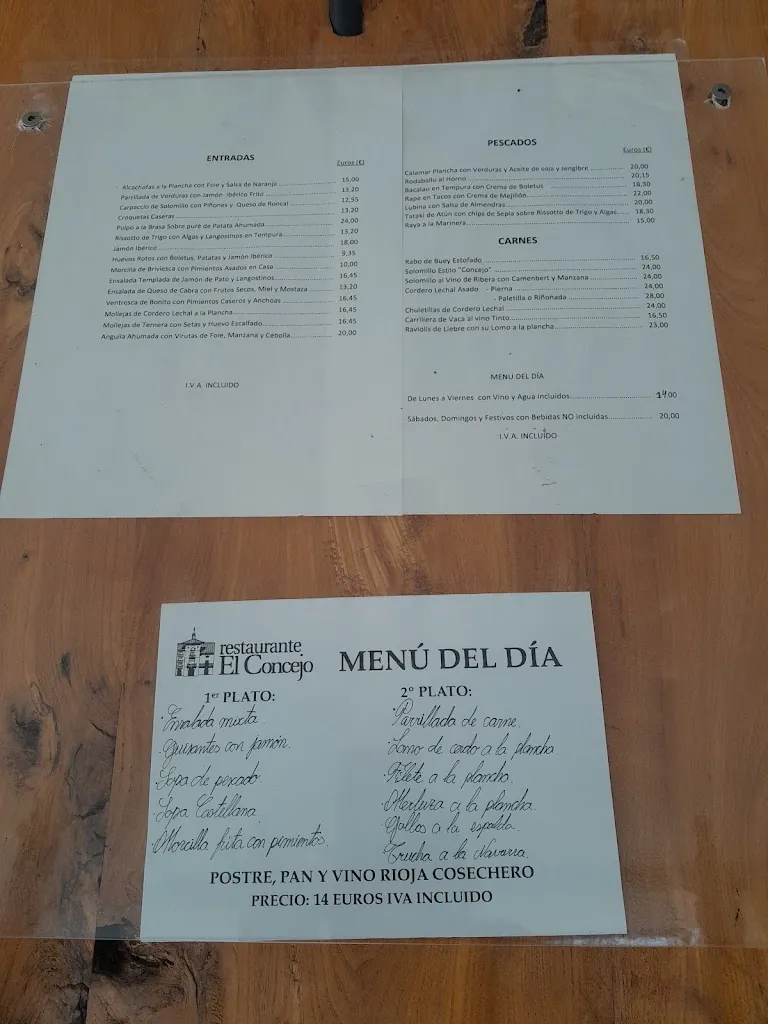 ENTRADAS
Euros (€)
Alcachofas a la Plancha con Foie y Salsa de Naranja 15,00
Parrillada de Verduras con Jamón Ibérico Frito 13,20
Carpaccio de Solomillo con Piñones y Queso de Roncal 12,95
Croquetas Caseras 13,20
Pulpo a la Brasa Sobre puré de Patata Ahumada 24,00
Rissotto de Trigo con Algas y Langostinos en Tempura 13,20
Jamón Ibérico 18,00
Huevos Rotos con Boletus, Patatas y Jamón Ibérico 9,35
Morcilla de Briviesca con Pimientos Asados en Casa 10,00
Ensalada Templada de Jamón de Pato y Langostinos 16,45
Ensalada de Queso de Cabra con Frutos Secos, Miel y Mostaza 13,20
Ventresca de Bonito con Pimientos Caseros y Anchoas 16,45
Mollejas de Cordero Lechal a la Plancha 16,45
Mollejas de Ternera con Setas y Huevo Escalfado 16,45
Anguila Ahumada con Virutas de Foie, Manzana y Cebolla 20,00
I.V.A. INCLUIDO
PESCADOS
Euros (€)
Calamar Plancha con Verduras y Aceite de soja y Jengibre 20,00
Rodaballo al Horno 20,15
Bacalao en Tempura con Crema de Boletus 18,30
Rape en Tacos con Crema de Mejillón 22,00
Lubina con Salsa de Almendras 20,00
Tataki de Atún con chips de Sepia sobre Rissotto de Trigo y Algas 18,30
Raya a la Marinera 15,00
CARNES
Rabo de Buey Estofado 16,50
Solomillo Estilo "Concejo" 24,00
Solomillo al Vino de Ribera con Camembert y Manzana 24,00
Cordero Lechal Asado - Pierna 24,00
- Paletilla o Riñonada 28,00
Chuletillas de Cordero Lechal 24,00
Carrillera de Vaca al vino Tinto 16,50
Raviolis de Liebre con su Lomo a la plancha 23,00
MENU DEL DÍA
De Lunes a Viernes con Vino y Agua incluidos 14,00
Sábados, Domingos y Festivos con Bebidas NO incluidas 20,00
I.V.A. INCLUIDO
restaurante
El Concejo
MENÚ DEL DÍA
1er PLATO:
·Ensalada mixta.
·Guisantes con jamón.
·Sopa de pescado
·Sopa Castellana.
·Morcilla frita con pimientos.
2º PLATO:
·Parrillada de carne.
·Lomo de cerdo a la plancha
·Filete a la plancha.
·Merluza a la plancha.
·Gallos a la espalda.
·Trucha a la Navarra.
POSTRE, PAN Y VINO RIOJA COSECHERO
PRECIO: 14 EUROS IVA INCLUIDO